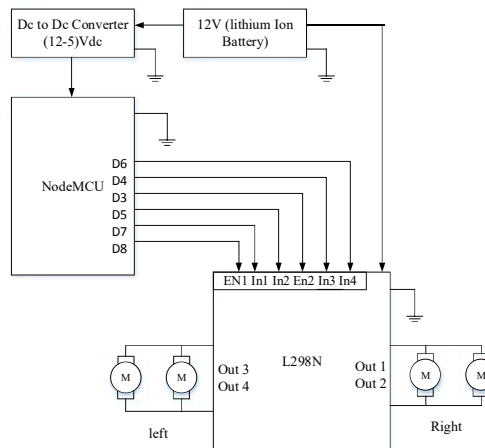 Dc to Dc Converter
(12-5)Vdc
12V (lithium Ion
Battery)
NodeMCU
D6
D4
D3
D5
D7
D8
EN1 In1 In2 En2 In3 In4
L298N
Out 3
Out 4
Out 1
Out 2
M
M
M
M
left
Right